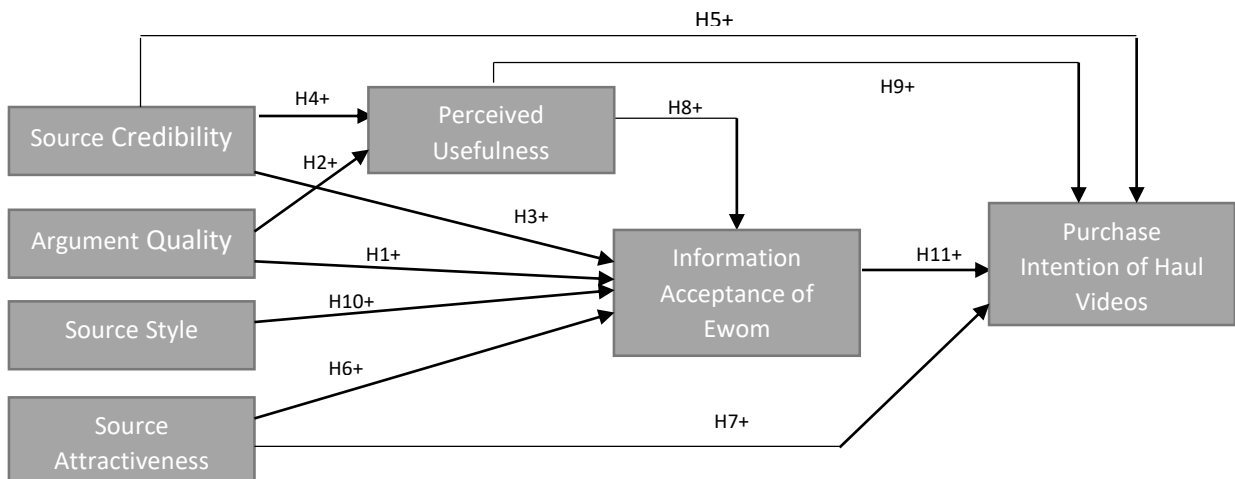 H5+
H9+
H4+
Perceived
Usefulness
H8+
Source Credibility
H2+
H3+
Argument Quality
H1+
Information
Acceptance of
Ewom
H11+
Purchase
Intention of Haul
Videos
H10+
Source Style
H6+
H7+
Source
Attractiveness